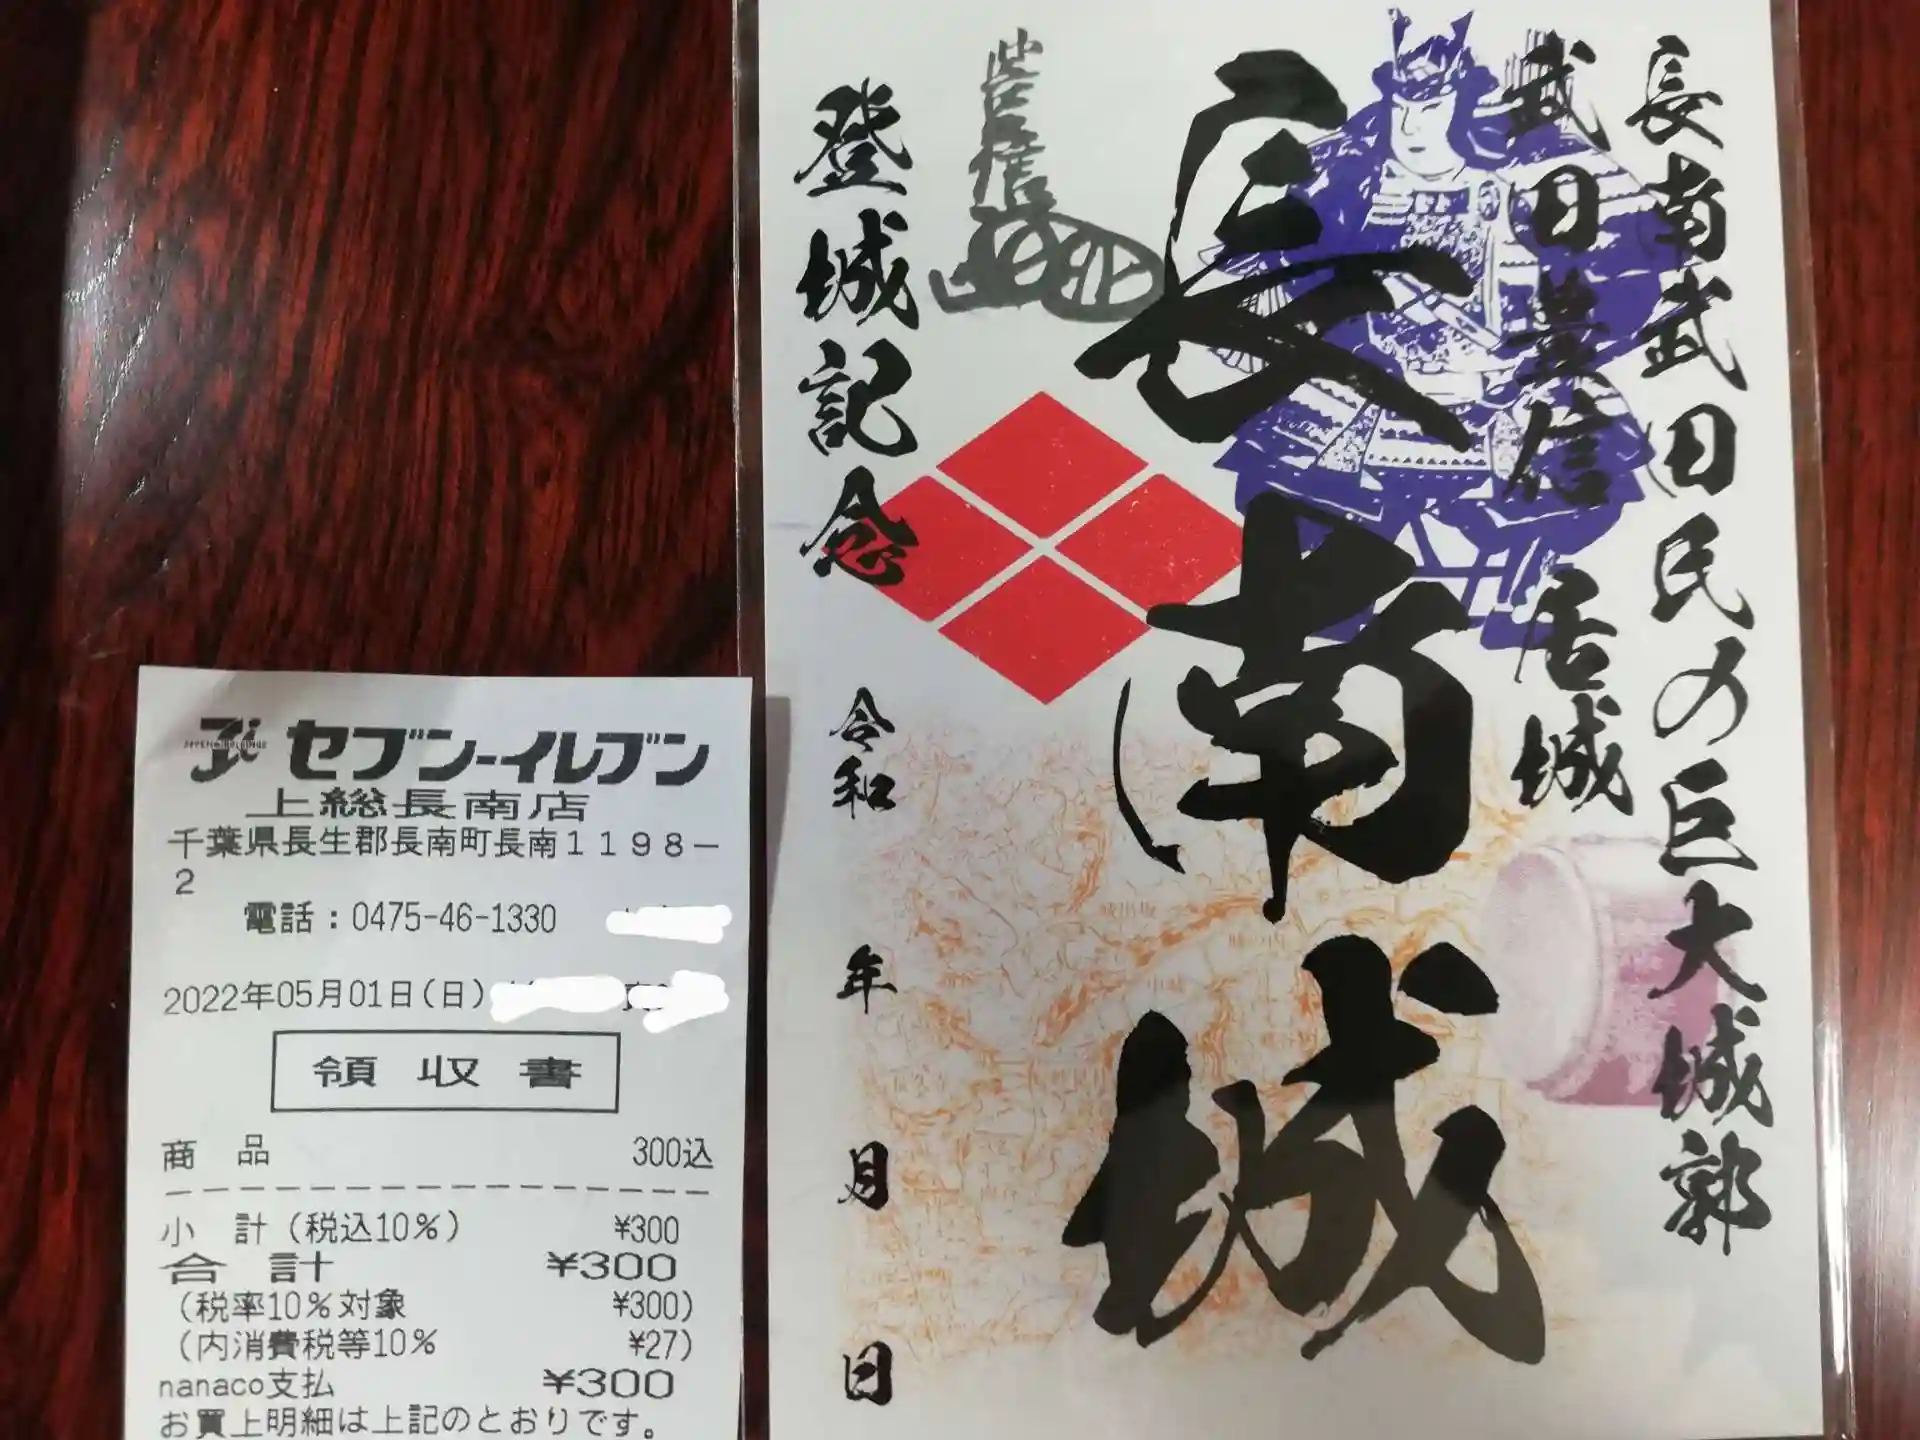 セブン-イレブン
上総長南店
千葉県長生郡長南町長南1198-
2
電話:0475-46-1330
2022年05月01日(日)
領収書
商 品 300込
小 計(税込10%) ¥300
合 計 ¥300
(税率10%対象 ¥300)
(内消費税等10% ¥27)
nanaco支払 ¥300
お買上明細は上記のとおりです。
長南武田氏の巨大城郭
武田豊信 居城
長南城
登城記念
令和 年 月 日